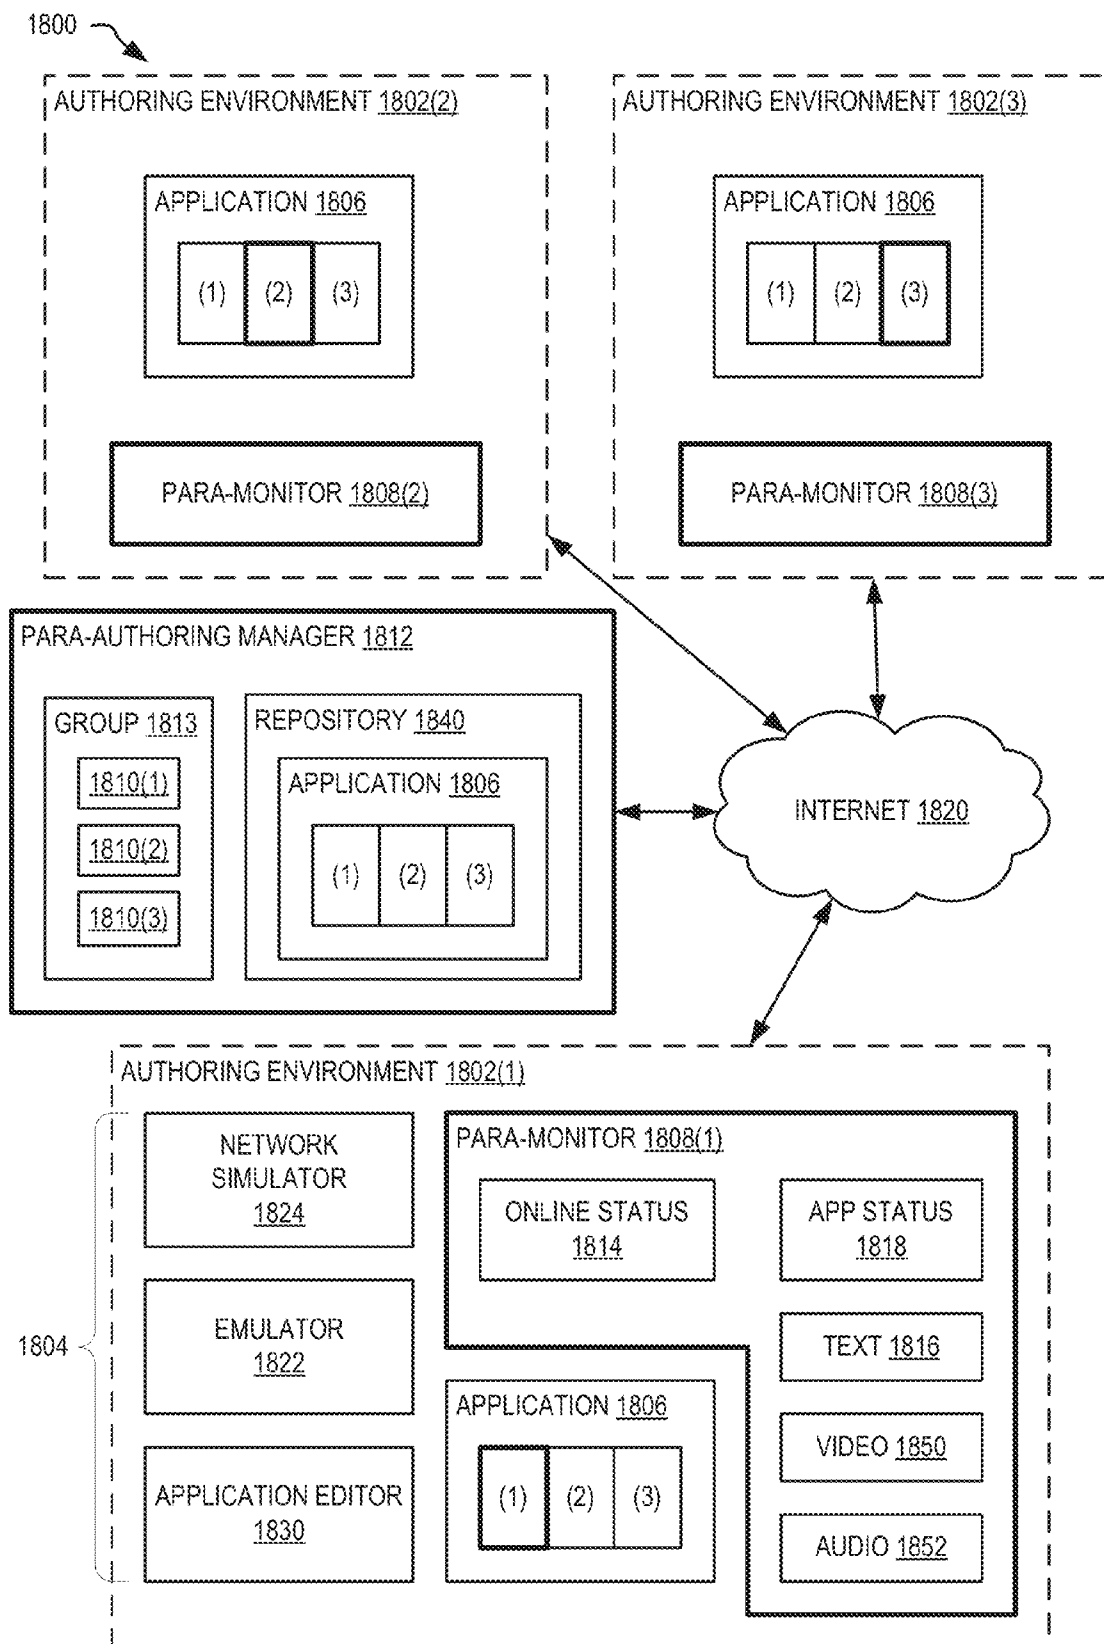 1800
AUTHORING ENVIRONMENT 1802(2)
APPLICATION 1806
(1) (2) (3)
PARA-MONITOR 1808(2)
AUTHORING ENVIRONMENT 1802(3)
APPLICATION 1806
(1) (2) (3)
PARA-MONITOR 1808(3)
PARA-AUTHORING MANAGER 1812
GROUP 1813
1810(1)
1810(2)
1810(3)
REPOSITORY 1840
APPLICATION 1806
(1) (2) (3)
INTERNET 1820
AUTHORING ENVIRONMENT 1802(1)
1804
NETWORK
SIMULATOR
1824
EMULATOR
1822
APPLICATION EDITOR
1830
PARA-MONITOR 1808(1)
ONLINE STATUS
1814
APP STATUS
1818
TEXT 1816
VIDEO 1850
AUDIO 1852
APPLICATION 1806
(1) (2) (3)